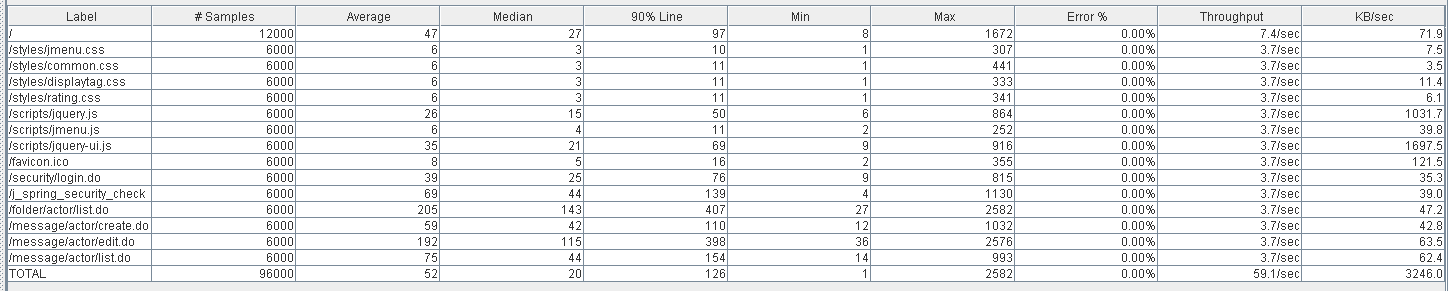 Label # Samples Average Median 90% Line Min Max Error % Throughput KB/sec
/ 12000 47 27 97 8 1672 0.00% 7.4/sec 71.9
/styles/jmenu.css 6000 6 3 10 1 307 0.00% 3.7/sec 7.5
/styles/common.css 6000 6 3 11 1 441 0.00% 3.7/sec 3.5
/styles/displaytag.css 6000 6 3 11 1 333 0.00% 3.7/sec 11.4
/styles/rating.css 6000 6 3 11 1 341 0.00% 3.7/sec 6.1
/scripts/jquery.js 6000 26 15 50 6 864 0.00% 3.7/sec 1031.7
/scripts/jmenu.js 6000 6 4 11 2 252 0.00% 3.7/sec 39.8
/scripts/jquery-ui.js 6000 35 21 69 9 916 0.00% 3.7/sec 1697.5
/favicon.ico 6000 8 5 16 2 355 0.00% 3.7/sec 121.5
/security/login.do 6000 39 25 76 9 815 0.00% 3.7/sec 35.3
/j_spring_security_check 6000 69 44 139 4 1130 0.00% 3.7/sec 39.0
/folder/actor/list.do 6000 205 143 407 27 2582 0.00% 3.7/sec 47.2
/message/actor/create.do 6000 59 42 110 12 1032 0.00% 3.7/sec 42.8
/message/actor/edit.do 6000 192 115 398 36 2576 0.00% 3.7/sec 63.5
/message/actor/list.do 6000 75 44 154 14 993 0.00% 3.7/sec 62.4
TOTAL 96000 52 20 126 1 2582 0.00% 59.1/sec 3246.0